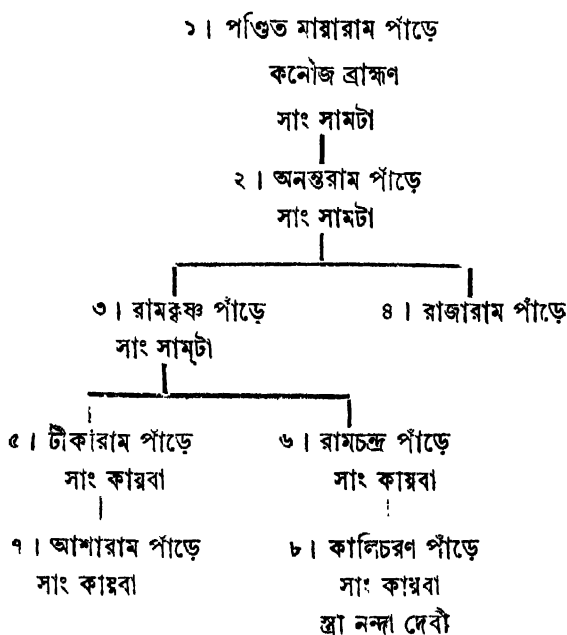 ১। পণ্ডিত মায়ারাম পাঁড়ে
কনৌজ ব্রাহ্মণ
সাং সামটা
২। অনন্তরাম পাঁড়ে
সাং সামটা
৩। রামকৃষ্ণ পাঁড়ে
৪। রাজারাম পাঁড়ে
সাং সাম্‌টা
৫। টীকারাম পাঁড়ে
৬। রামচন্দ্র পাঁড়ে
সাং কায়বা
সাং কায়বা
৭। আশারাম পাঁড়ে
৮। কালিচরণ পাঁড়ে
সাং কায়বা
সাং কায়বা
স্ত্রী নন্দা দেবী